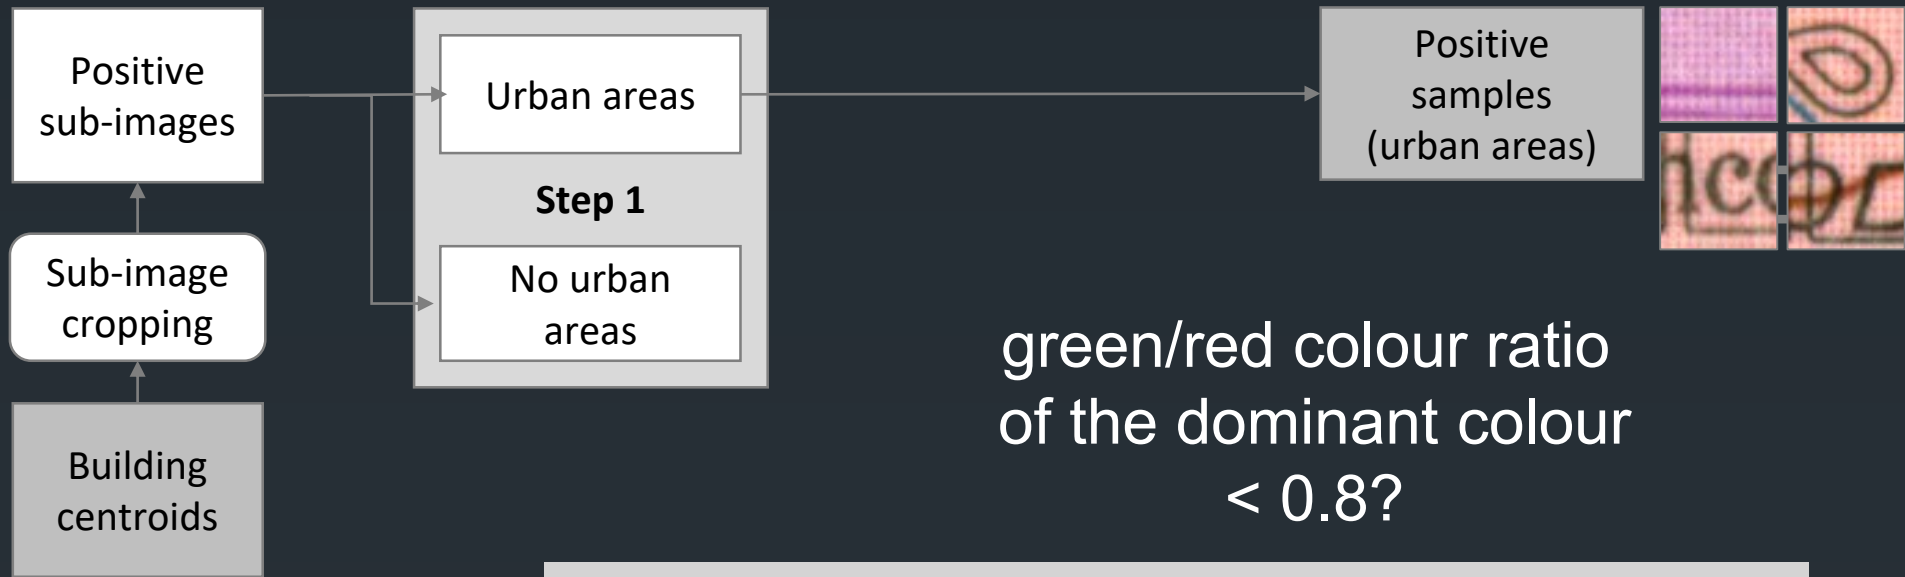 Positive
sub-images
Sub-image
cropping
Building
centroids
Urban areas
Step 1
No urban
areas
Positive
samples
(urban areas)
green/red colour ratio
of the dominant colour
< 0.8?